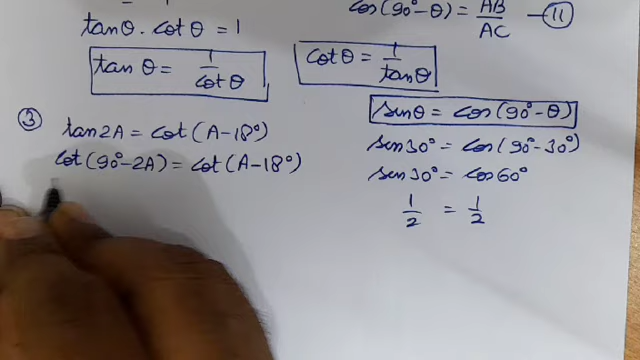 tanθ . cotθ = 1
tanθ = 1/cotθ
cotθ = 1/tanθ
③ tan2A = cot(A-18°)
cot(90°-2A) = cot(A-18°)
cos(90°-θ) = AB/AC -⑪
sinθ = cos(90°-θ)
sin30° = cos(90°-30°)
sin30° = cos60°
1/2 = 1/2